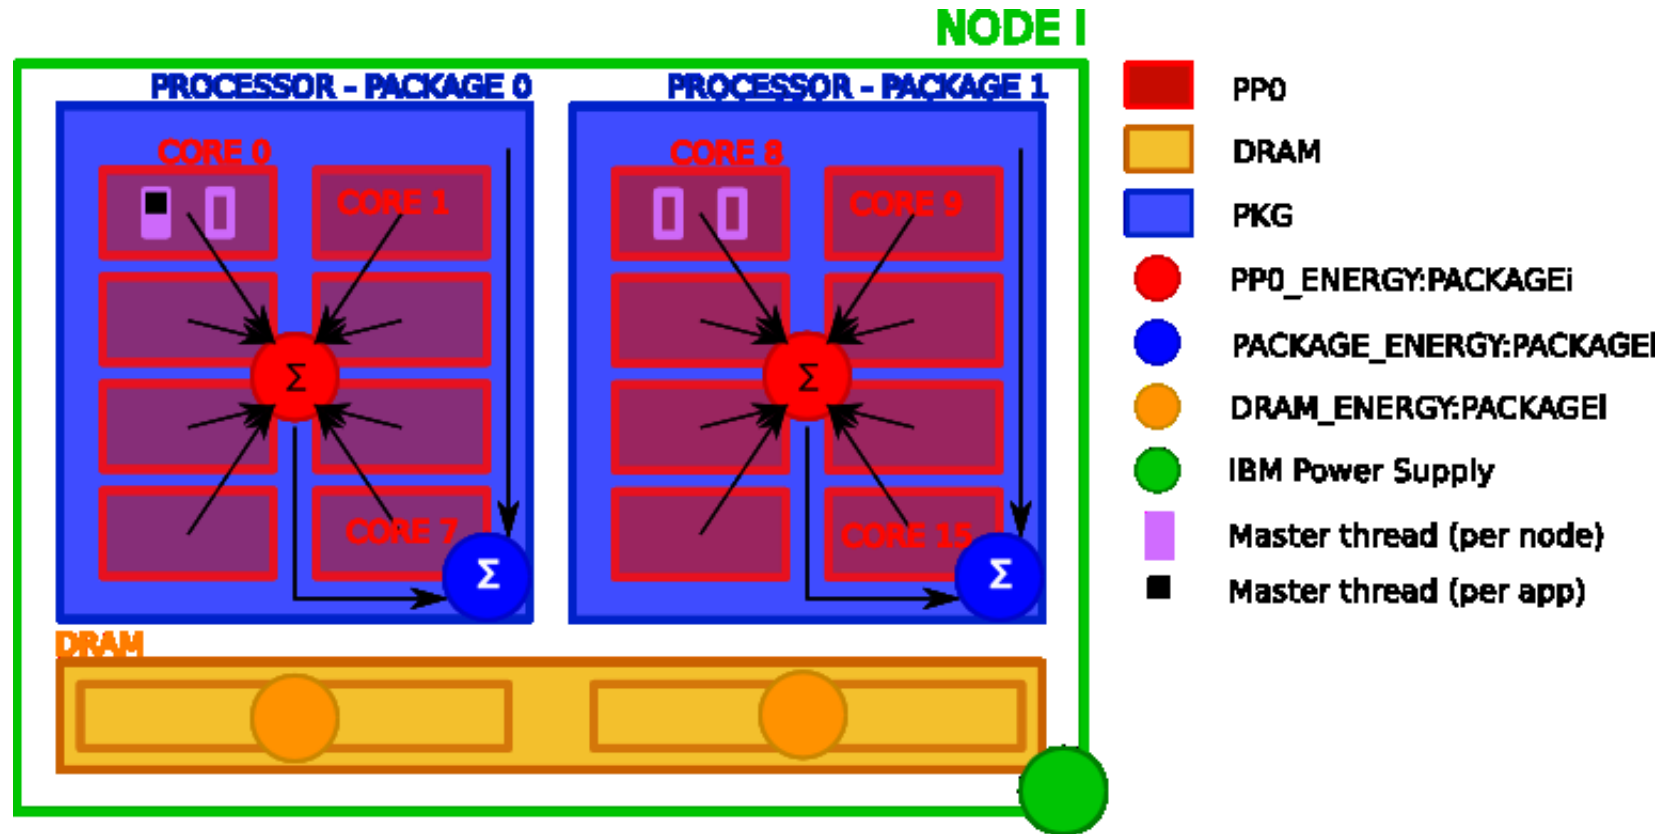 NODE I
PROCESSOR - PACKAGE 0
PROCESSOR - PACKAGE 1
CORE 0
CORE 1
Σ
CORE 7
Σ
CORE 8
CORE 9
Σ
CORE 15
Σ
DRAM
PP0
DRAM
PKG
PP0_ENERGY:PACKAGEi
PACKAGE_ENERGY:PACKAGEi
DRAM_ENERGY:PACKAGEi
IBM Power Supply
Master thread (per node)
Master thread (per app)